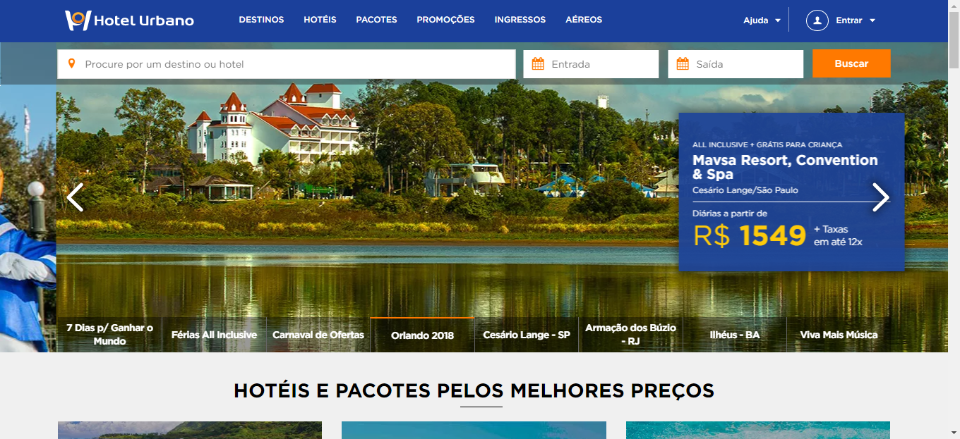 Hotel Urbano
DESTINOS HOTÉIS PACOTES PROMOÇÕES INGRESSOS AÉREOS
Ajuda
Entrar
Procure por um destino ou hotel
Entrada
Saída
Buscar
ALL INCLUSIVE + GRÁTIS PARA CRIANÇA
Mavsa Resort, Convention
& Spa
Cesário Lange/São Paulo
Diárias a partir de
R$ 1549
+ Taxas
em até 12x
7 Dias p/ Ganhar o
Mundo
Férias All Inclusive
Carnaval de Ofertas
Orlando 2018
Cesário Lange - SP
Armação dos Búzio
- RJ
Ilhéus - BA
Viva Mais Música
HOTÉIS E PACOTES PELOS MELHORES PREÇOS